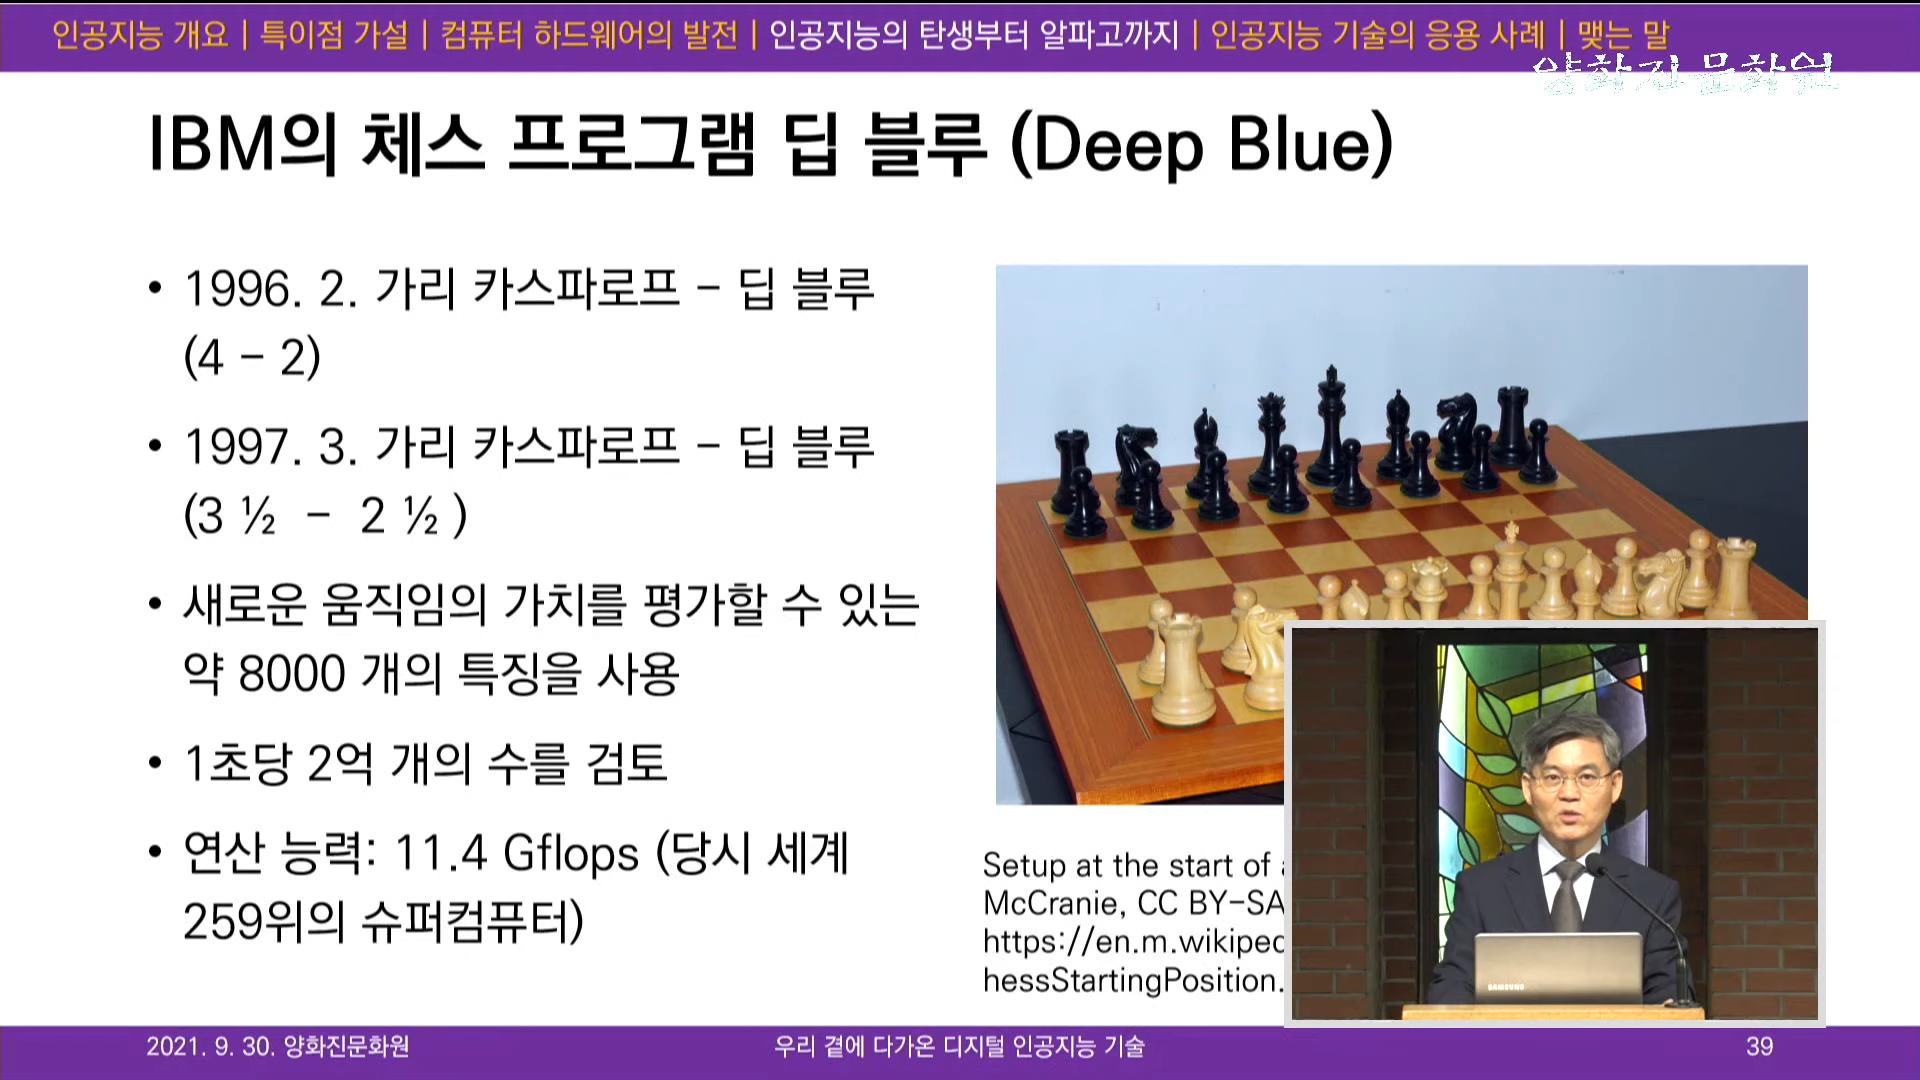 인공지능 개요 | 특이점 가설 | 컴퓨터 하드웨어의 발전 | 인공지능의 탄생부터 알파고까지 | 인공지능 기술의 응용 사례 | 맺는 말
양화진문화원
IBM의 체스 프로그램 딥 블루 (Deep Blue)
• 1996. 2. 가리 카스파로프 – 딥 블루
(4 – 2)
• 1997. 3. 가리 카스파로프 – 딥 블루
(3 ½ – 2 ½ )
• 새로운 움직임의 가치를 평가할 수 있는
약 8000 개의 특징을 사용
• 1초당 2억 개의 수를 검토
• 연산 능력: 11.4 Gflops (당시 세계
259위의 슈퍼컴퓨터)
Setup at the start of
McCranie, CC BY-SA
https://en.m.wikiped
hessStartingPosition.
SAMSUNG
2021. 9. 30. 양화진문화원
우리 곁에 다가온 디지털 인공지능 기술
39